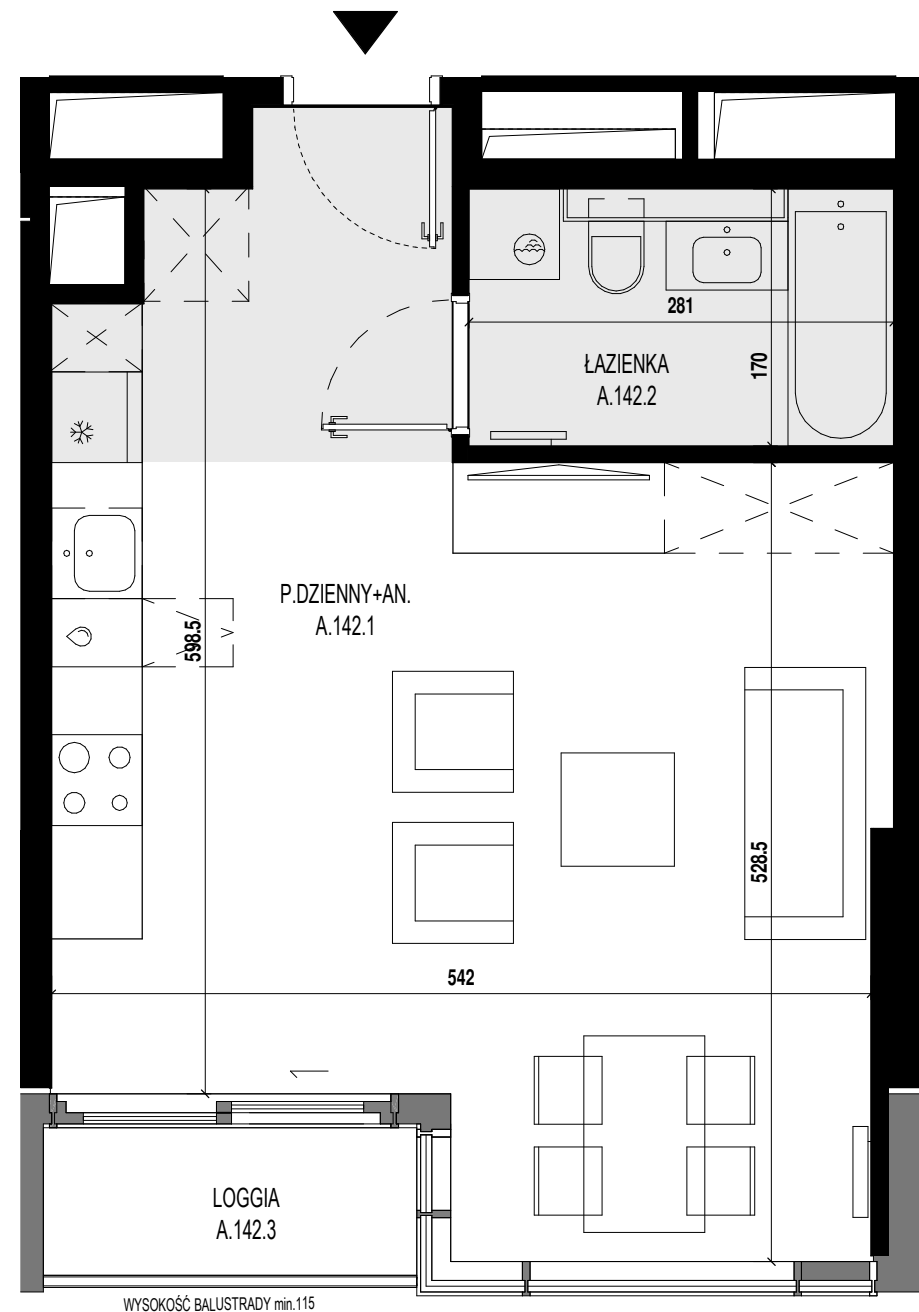 281
170
ŁAZIENKA
A.142.2
P.DZIENNY+AN.
A.142.1
598.5
528.5
542
LOGGIA
A.142.3
WYSOKOŚĆ BALUSTRADY min.115